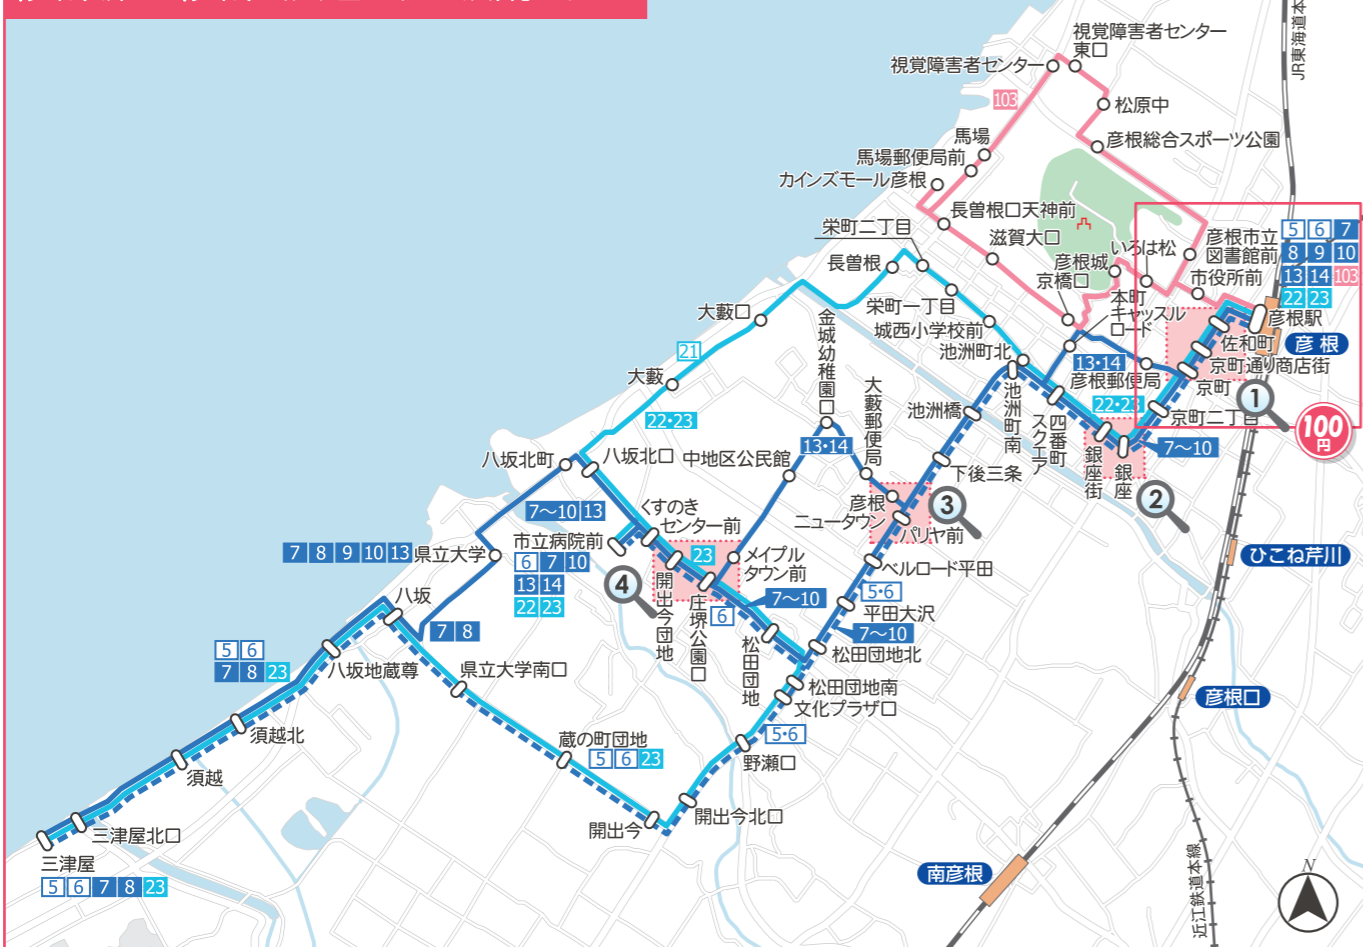 JR東海道本
視覚障害者センター
東口
視覚障害者センター
103
松原中
馬場
彦根総合スポーツ公園
馬場郵便局前
カインズモール彦根
長曽根口天神前
栄町二丁目
滋賀大口
いろは松
彦根市立
図書館前
5 6 7
8 9 10
13 14 103
22 23
長曽根
彦根城
京橋口
市役所前
栄町一丁目
本町
キャッスル
ロード
彦根駅
大藪口
金城幼稚園口
城西小学校前
佐和町
彦根
池洲町北
13・14
京町通り商店街
21
大藪
大藪郵便局
彦根郵便局
京町
1
池洲橋
池洲町南
四番町
スクエア
22・23
京町二丁目
100
円
22・23
13・14
八坂北町
八坂北口
中地区公民館
下後三条
銀座街
銀座
7~10
2
7~10 13
くすのき
センター前
彦根
ニュータウン
3
パリヤ前
7 8 9 10 13
県立大学
市立病院前
6 7 10
13 14
22 23
23
メイプル
タウン前
ベルロード平田
ひこね芹川
4
開出今団地
庄堺公園口
6
7~10
5・6
平田大沢
八坂
7 8
松田団地
7~10
松田団地北
5 6
7 8 23
八坂地蔵尊
県立大学南口
松田団地南
文化プラザ口
彦根口
須越北
蔵の町団地
5 6 23
5・6
野瀬口
須越
開出今北口
開出今
三津屋北口
三津屋
5 6 7 8 23
南彦根
近江鉄道本線
N